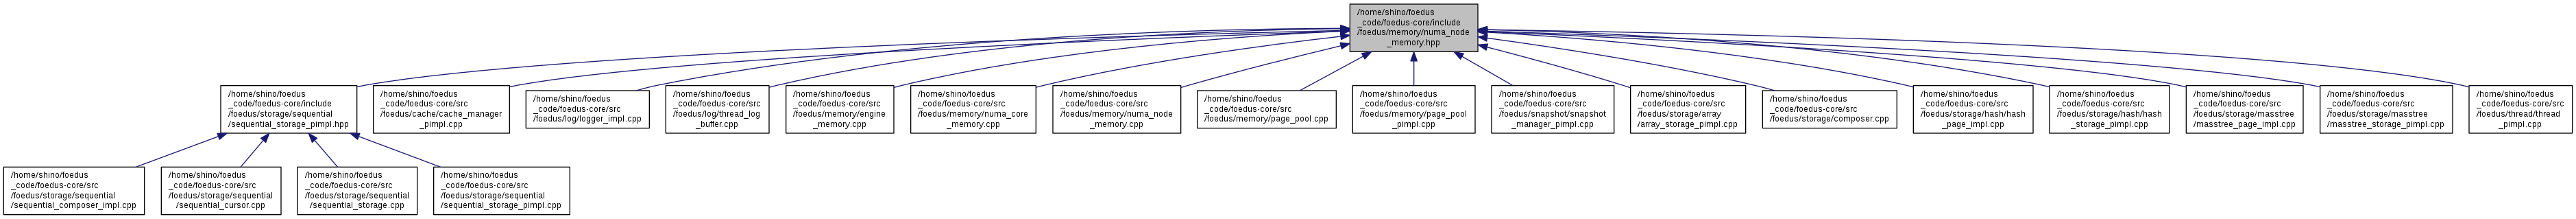 /home/shino/foedus
_code/foedus-core/include
/foedus/memory/numa_node
_memory.hpp
/home/shino/foedus
_code/foedus-core/include
/foedus/storage/sequential
/sequential_storage_pimpl.hpp
/home/shino/foedus
_code/foedus-core/src
/foedus/cache/cache_manager
_pimpl.cpp
/home/shino/foedus
_code/foedus-core/src
/foedus/log/logger_impl.cpp
/home/shino/foedus
_code/foedus-core/src
/foedus/log/thread_log
_buffer.cpp
/home/shino/foedus
_code/foedus-core/src
/foedus/memory/engine
_memory.cpp
/home/shino/foedus
_code/foedus-core/src
/foedus/memory/numa_core
_memory.cpp
/home/shino/foedus
_code/foedus-core/src
/foedus/memory/numa_node
_memory.cpp
/home/shino/foedus
_code/foedus-core/src
/foedus/memory/page_pool.cpp
/home/shino/foedus
_code/foedus-core/src
/foedus/memory/page_pool
_pimpl.cpp
/home/shino/foedus
_code/foedus-core/src
/foedus/snapshot/snapshot
_manager_pimpl.cpp
/home/shino/foedus
_code/foedus-core/src
/foedus/storage/array
/array_storage_pimpl.cpp
/home/shino/foedus
_code/foedus-core/src
/foedus/storage/composer.cpp
/home/shino/foedus
_code/foedus-core/src
/foedus/storage/hash/hash
_page_impl.cpp
/home/shino/foedus
_code/foedus-core/src
/foedus/storage/hash/hash
_storage_pimpl.cpp
/home/shino/foedus
_code/foedus-core/src
/foedus/storage/masstree
/masstree_page_impl.cpp
/home/shino/foedus
_code/foedus-core/src
/foedus/storage/masstree
/masstree_storage_pimpl.cpp
/home/shino/foedus
_code/foedus-core/src
/foedus/thread/thread
_pimpl.cpp
/home/shino/foedus
_code/foedus-core/src
/foedus/storage/sequential
/sequential_composer_impl.cpp
/home/shino/foedus
_code/foedus-core/src
/foedus/storage/sequential
/sequential_cursor.cpp
/home/shino/foedus
_code/foedus-core/src
/foedus/storage/sequential
/sequential_storage.cpp
/home/shino/foedus
_code/foedus-core/src
/foedus/storage/sequential
/sequential_storage_pimpl.cpp